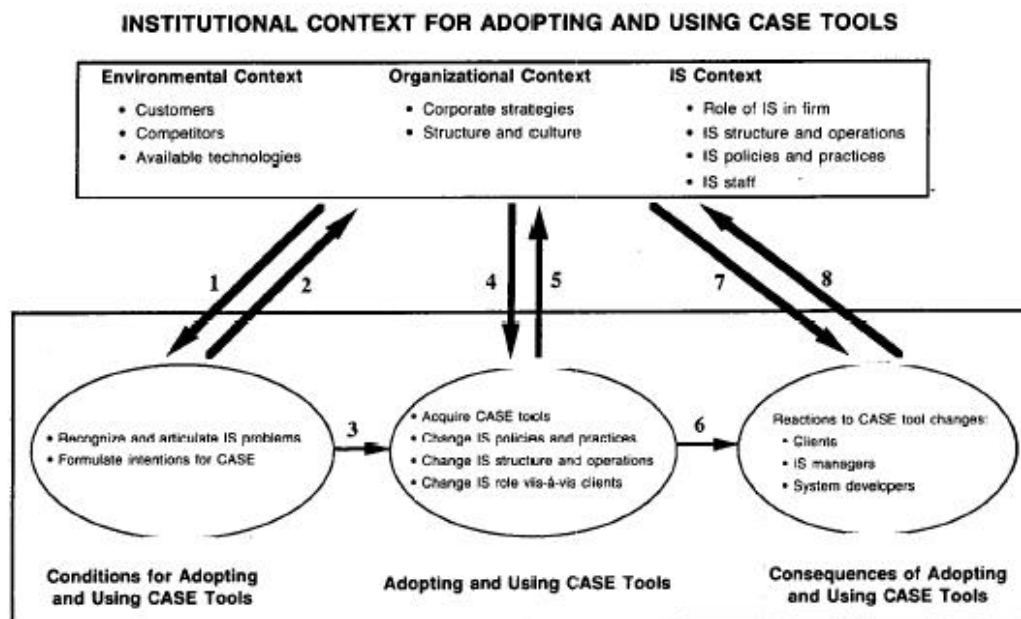 INSTITUTIONAL CONTEXT FOR ADOPTING AND USING CASE TOOLS
Environmental Context
• Customers
• Competitors
• Available technologies
Organizational Context
• Corporate strategies
• Structure and culture
IS Context
• Role of IS in firm
• IS structure and operations
• IS policies and practices
• IS staff
1
2
4
5
7
8
• Recognize and articulate IS problems
• Formulate intentions for CASE
3
• Acquire CASE tools
• Change IS policies and practices
• Change IS structure and operations
• Change IS role vis-à-vis clients
6
Reactions to CASE tool changes:
• Clients
• IS managers
• System developers
Conditions for Adopting
and Using CASE Tools
Adopting and Using CASE Tools
Consequences of Adopting
and Using CASE Tools